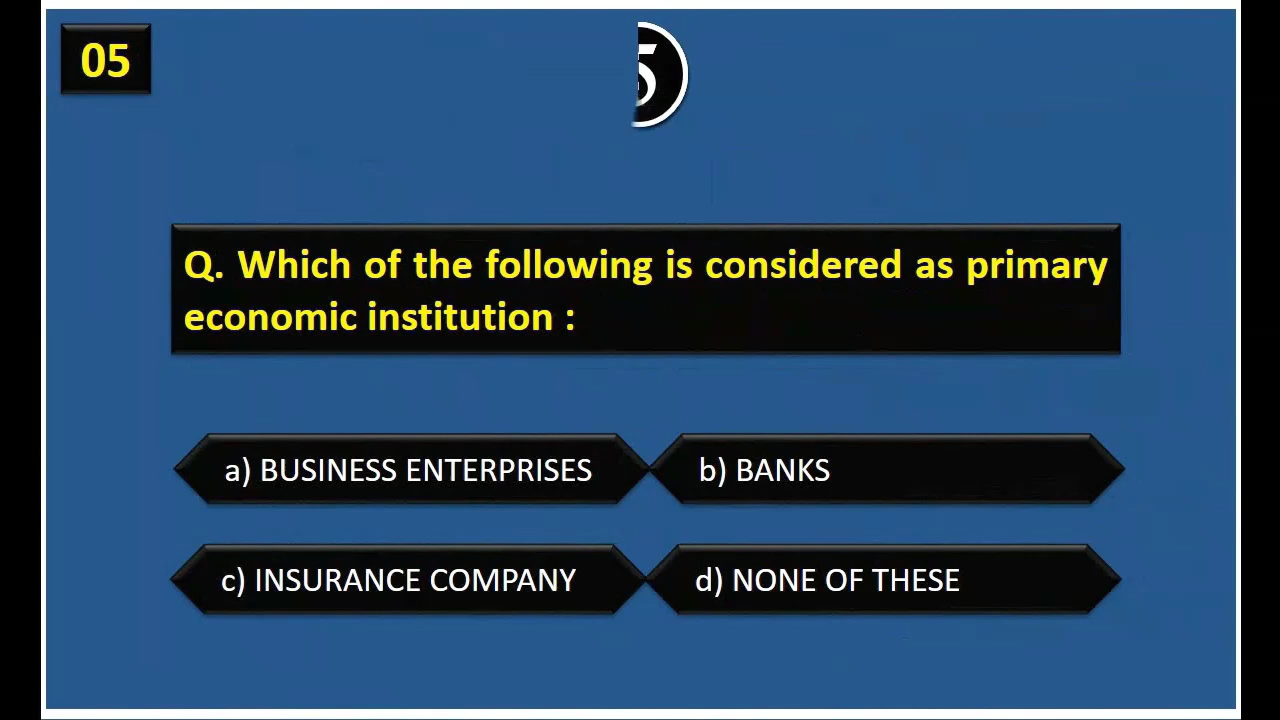 05
5
Q. Which of the following is considered as primary
economic institution :
a) BUSINESS ENTERPRISES
b) BANKS
c) INSURANCE COMPANY
d) NONE OF THESE